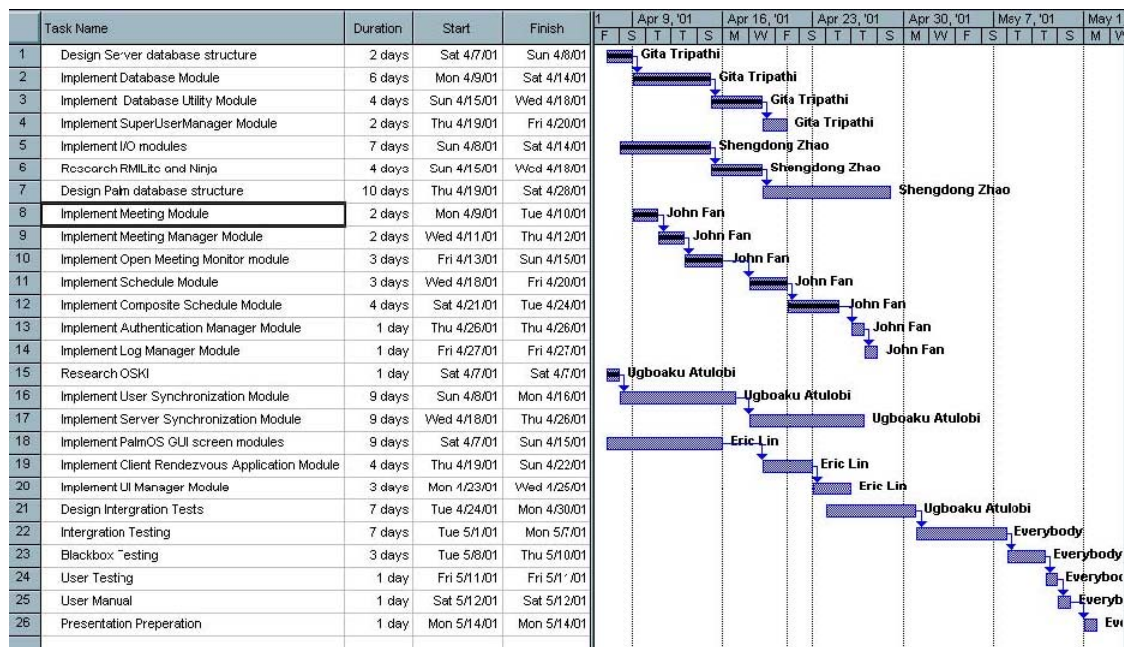 Task Name Duration Start Finish 1 Apr 9, '01 Apr 16, '01 Apr 23, '01 Apr 30, '01 May 7, '01 May 1
F S T T S M W F S T T S M W F S T T S M W
1 Design Server database structure 2 days Sat 4/7/01 Sun 4/8/01 Gita Tripathi
2 Implement Database Module 6 days Mon 4/9/01 Sat 4/14/01 Gita Tripathi
3 Implement Database Utility Module 4 days Sun 4/15/01 Wed 4/18/01 Gita Tripathi
4 Implement SuperUserManager Module 2 days Thu 4/19/01 Fri 4/20/01 Gita Tripathi
5 Implement I/O modules 7 days Sun 4/8/01 Sat 4/14/01 Shengdong Zhao
6 Research RMILite and Ninja 4 days Sun 4/15/01 Wed 4/18/01 Shengdong Zhao
7 Design Palm database structure 10 days Thu 4/19/01 Sat 4/28/01 Shengdong Zhao
8 Implement Meeting Module 2 days Mon 4/9/01 Tue 4/10/01 John Fan
9 Implement Meeting Manager Module 2 days Wed 4/11/01 Thu 4/12/01 John Fan
10 Implement Open Meeting Monitor module 3 days Fri 4/13/01 Sun 4/15/01 John Fan
11 Implement Schedule Module 3 days Wed 4/18/01 Fri 4/20/01 John Fan
12 Implement Composite Schedule Module 4 days Sat 4/21/01 Tue 4/24/01 John Fan
13 Implement Authentication Manager Module 1 day Thu 4/26/01 Thu 4/26/01 John Fan
14 Implement Log Manager Module 1 day Fri 4/27/01 Fri 4/27/01 John Fan
15 Research OSKI 1 day Sat 4/7/01 Sat 4/7/01 Ugboaku Atulobi
16 Implement User Synchronization Module 9 days Sun 4/8/01 Mon 4/16/01 Ugboaku Atulobi
17 Implement Server Synchronization Module 9 days Wed 4/18/01 Thu 4/26/01 Ugboaku Atulobi
18 Implement PalmOS GUI screen modules 9 days Sat 4/7/01 Sun 4/15/01 Eric Lin
19 Implement Client Rendezvous Application Module 4 days Thu 4/19/01 Sun 4/22/01 Eric Lin
20 Implement UI Manager Module 3 days Mon 4/23/01 Wed 4/25/01 Eric Lin
21 Design Intergration Tests 7 days Tue 4/24/01 Mon 4/30/01 Ugboaku Atulobi
22 Intergration Testing 7 days Tue 5/1/01 Mon 5/7/01 Everybody
23 Blackbox Testing 3 days Tue 5/8/01 Thu 5/10/01 Everybody
24 User Testing 1 day Fri 5/11/01 Fri 5/11/01 Everyboc
25 User Manual 1 day Sat 5/12/01 Sat 5/12/01 Everyb
26 Presentation Preperation 1 day Mon 5/14/01 Mon 5/14/01 Eve